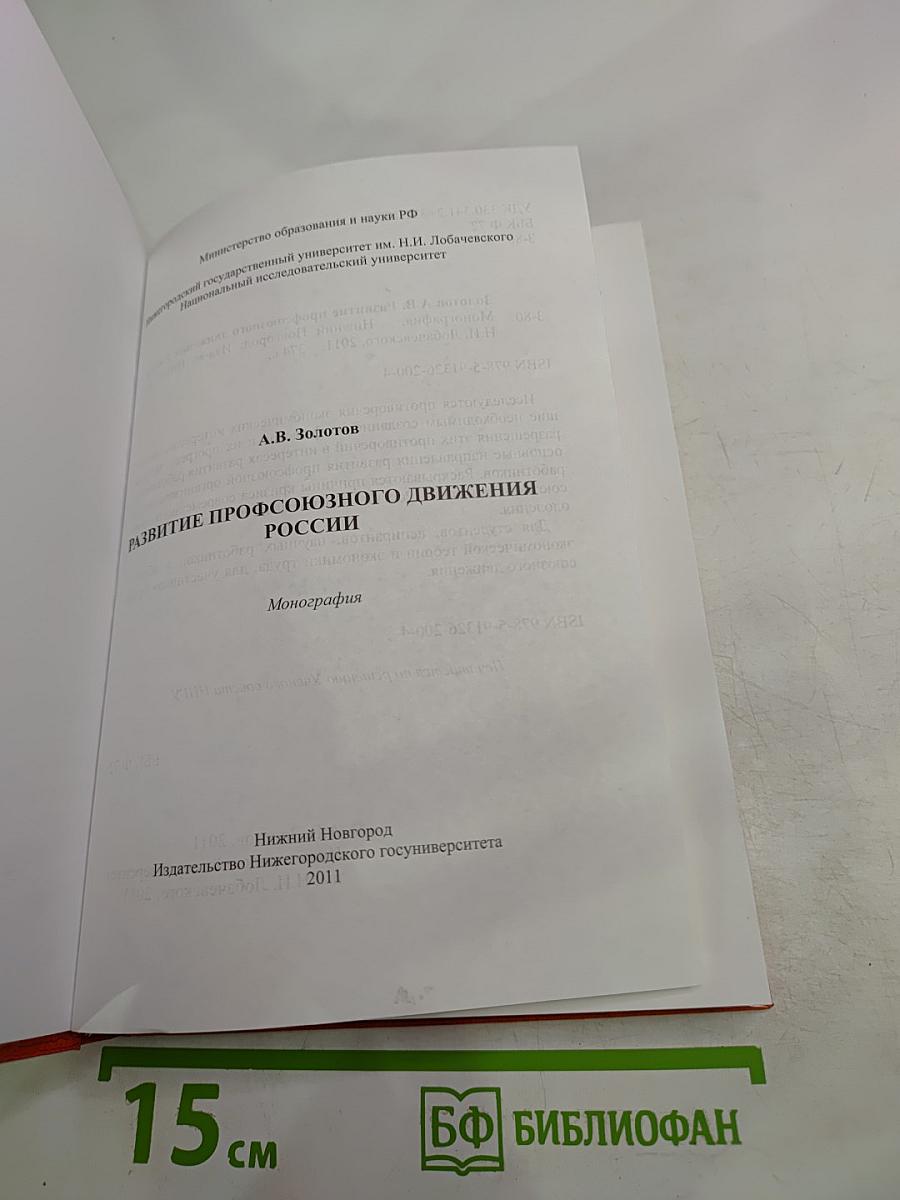 Министерство образования и науки РФ
Нижегородский государственный университет им. Н.И. Лобачевского
Национальный исследовательский университет
А.В. Золотов
РАЗВИТИЕ ПРОФСОЮЗНОГО ДВИЖЕНИЯ
РОССИИ
Монография
Нижний Новгород
Издательство Нижегородского госуниверситета
2011
15 см
БФ БИБЛИОФАН